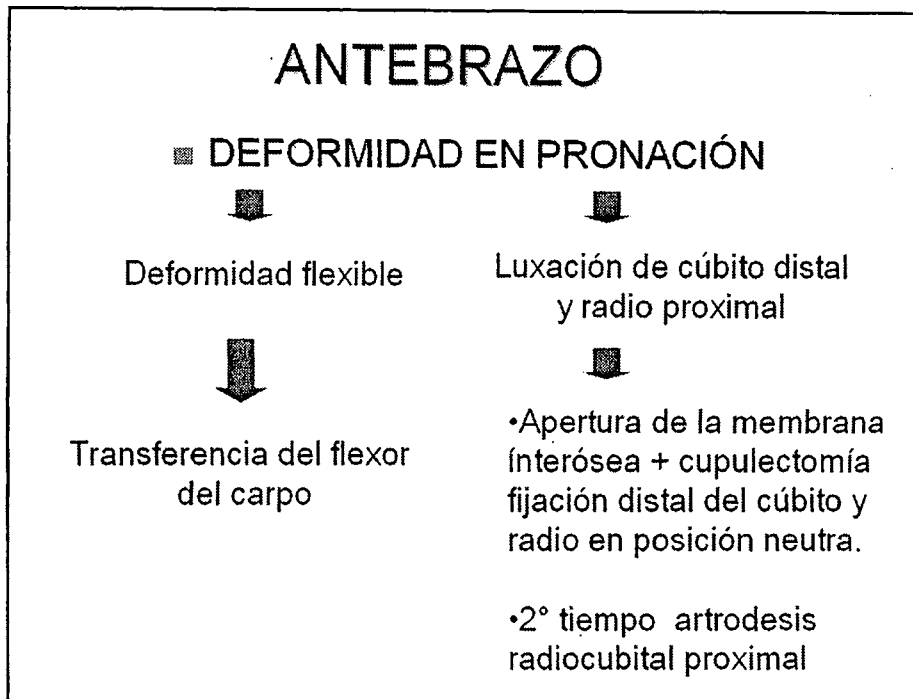 ANTEBRAZO
DEFORMIDAD EN PRONACIÓN
Deformidad flexible
Transferencia del flexor
del carpo
Luxación de cúbito distal
y radio proximal
•Apertura de la membrana
ínterósea + cupulectomía
fijación distal del cúbito y
radio en posición neutra.
•2° tiempo artrodesis
radiocubital proximal